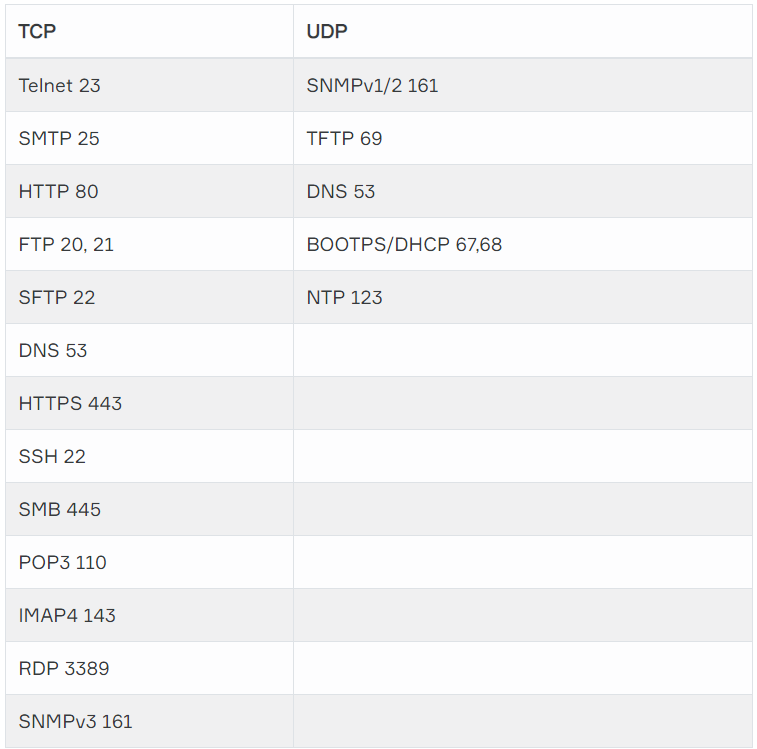 TCP UDP
Telnet 23 SNMPv1/2 161
SMTP 25 TFTP 69
HTTP 80 DNS 53
FTP 20, 21 BOOTPS/DHCP 67,68
SFTP 22 NTP 123
DNS 53
HTTPS 443
SSH 22
SMB 445
POP3 110
IMAP4 143
RDP 3389
SNMPv3 161